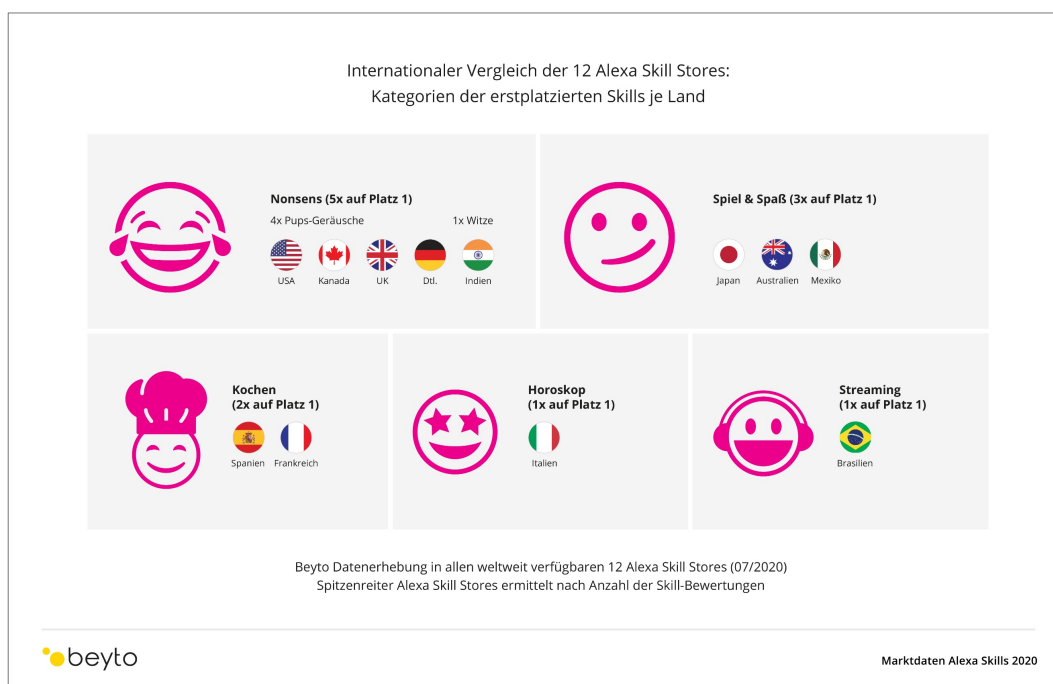 Internationaler Vergleich der 12 Alexa Skill Stores:
Kategorien der erstplatzierten Skills je Land
Nonsens (5x auf Platz 1)
4x Pups-Geräusche 1x Witze
USA Kanada UK Dtl. Indien
Spiel & Spaß (3x auf Platz 1)
Japan Australien Mexiko
Kochen
(2x auf Platz 1)
Spanien Frankreich
Horoskop
(1x auf Platz 1)
Italien
Streaming
(1x auf Platz 1)
Brasilien
Beyto Datenerhebung in allen weltweit verfügbaren 12 Alexa Skill Stores (07/2020)
Spitzenreiter Alexa Skill Stores ermittelt nach Anzahl der Skill-Bewertungen
beyto
Marktdaten Alexa Skills 2020